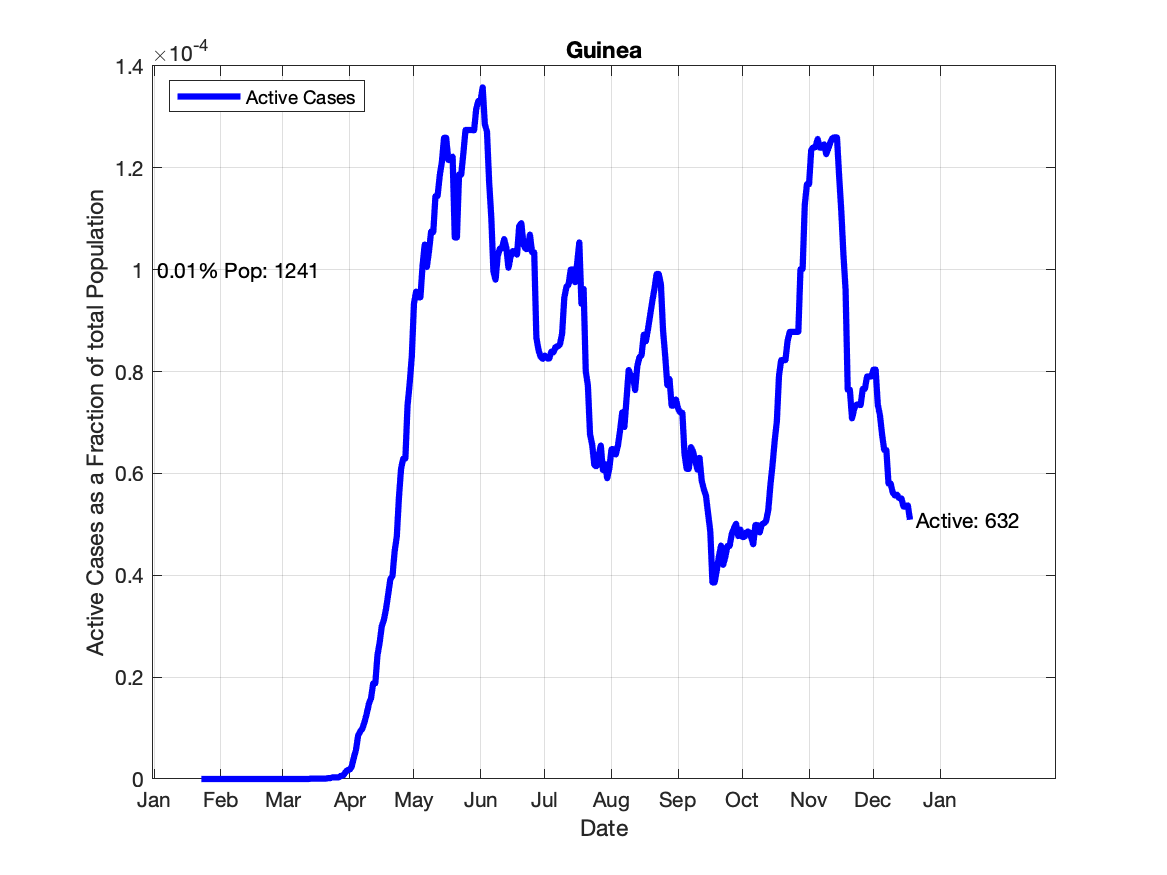 Guinea
×10^-4
Active Cases
1.4
1.2
1
0.8
0.6
0.4
0.2
0
0.01% Pop: 1241
Active: 632
Active Cases as a Fraction of total Population
Jan Feb Mar Apr May Jun Jul Aug Sep Oct Nov Dec Jan
Date